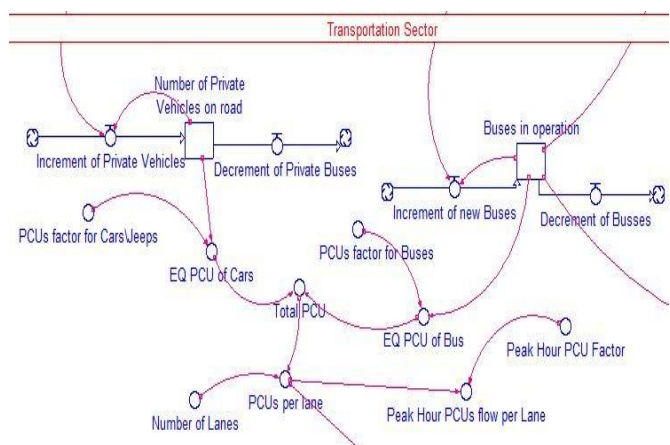 Transportation Sector
Number of Private
Vehicles on road
Increment of Private Vehicles
Decrement of Private Buses
Buses in operation
Increment of new Buses
Decrement of Busses
PCUs factor for Cars\Jeeps
PCUs factor for Buses
EQ PCU of Cars
Total PCU
EQ PCU of Bus
Peak Hour PCU Factor
Number of Lanes
PCUs per lane
Peak Hour PCUs flow per Lane